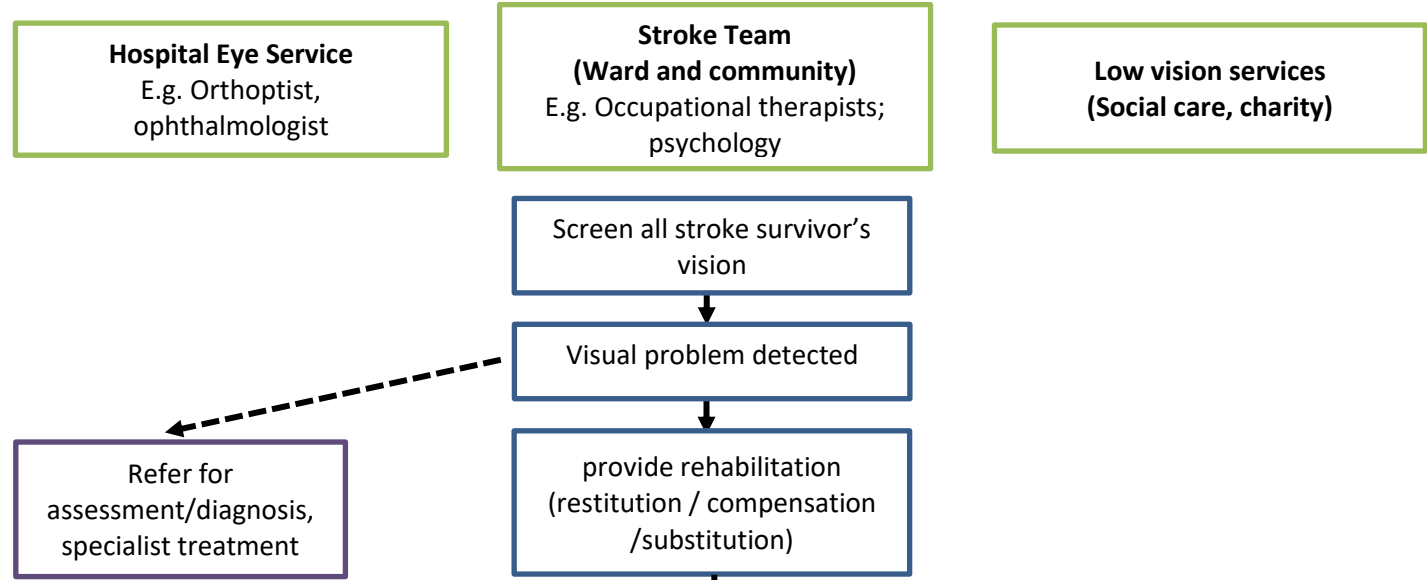 Hospital Eye Service
E.g. Orthoptist,
ophthalmologist
Stroke Team
(Ward and community)
E.g. Occupational therapists;
psychology
Low vision services
(Social care, charity)
Screen all stroke survivor’s
vision
Visual problem detected
Refer for
assessment/diagnosis,
specialist treatment
provide rehabilitation
(restitution / compensation
/substitution)